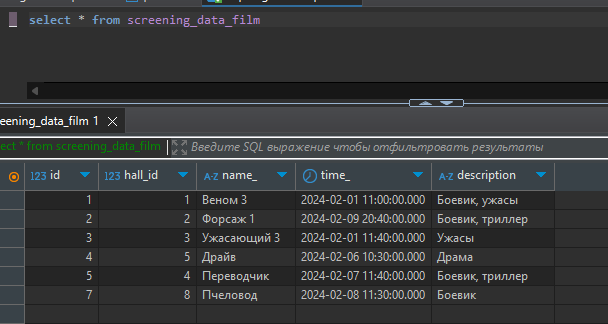 select * from screening_data_film
eening_data_film 1
ect * from screening_data_film Введите SQL выражение чтобы отфильтровать результаты
123 id 123 hall_id A-Z name_ time_ A-Z description
1 1 Веном 3 2024-02-01 11:00:00.000 Боевик, ужасы
2 2 Форсаж 1 2024-02-09 20:40:00.000 Боевик, триллер
3 3 Ужасающий 3 2024-02-01 11:40:00.000 Ужасы
4 5 Драйв 2024-02-06 10:30:00.000 Драма
5 4 Переводчик 2024-02-07 11:40:00.000 Боевик, триллер
7 8 Пчеловод 2024-02-08 11:30:00.000 Боевик